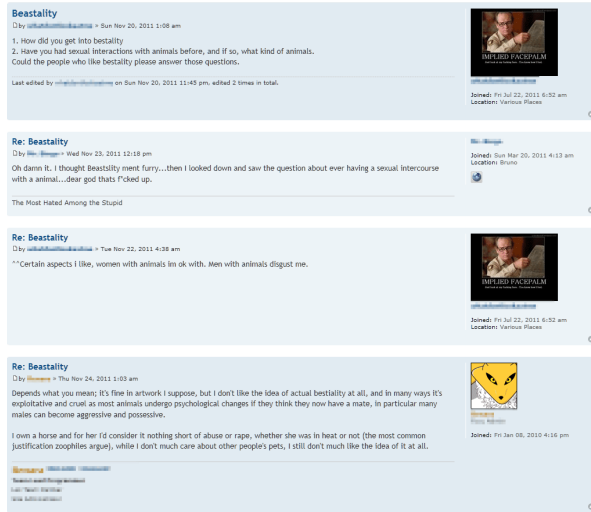 Beastality
by » Sun Nov 20, 2011 1:08 am
1. How did you get into bestality
2. Have you had sexual interactions with animals before, and if so, what kind of animals.
Could the people who like bestality please answer those questions.
Last edited by on Sun Nov 20, 2011 11:45 pm, edited 2 times in total.
IMPLIED FACEPALM
Joined: Fri Jul 22, 2011 6:52 am
Location: Various Places
Re: Beastality
by » Wed Nov 23, 2011 12:18 pm
Oh damn it. I thought Beastslity ment furry...then I looked down and saw the question about ever having a sexual intercourse
with a animal...dear god thats f*cked up.
The Most Hated Among the Stupid
Joined: Sun Mar 20, 2011 4:13 am
Location: Bruno
Re: Beastality
by » Tue Nov 22, 2011 4:38 am
^^Certain aspects i like, women with animals im ok with. Men with animals disgust me.
IMPLIED FACEPALM
Joined: Fri Jul 22, 2011 6:52 am
Location: Various Places
Re: Beastality
by » Thu Nov 24, 2011 1:03 am
Depends what you mean; it's fine in artwork I suppose, but I don't like the idea of actual bestiality at all, and in many ways it's
exploitative and cruel as most animals undergo psychological changes if they think they now have a mate, in particular many
males can become aggressive and possessive.
I own a horse and for her I'd consider it nothing short of abuse or rape, whether she was in heat or not (the most common
justification zoophiles argue), while I don't much care about other people's pets, I still don't much like the idea of it at all.
Joined: Fri Jan 08, 2010 4:16 pm